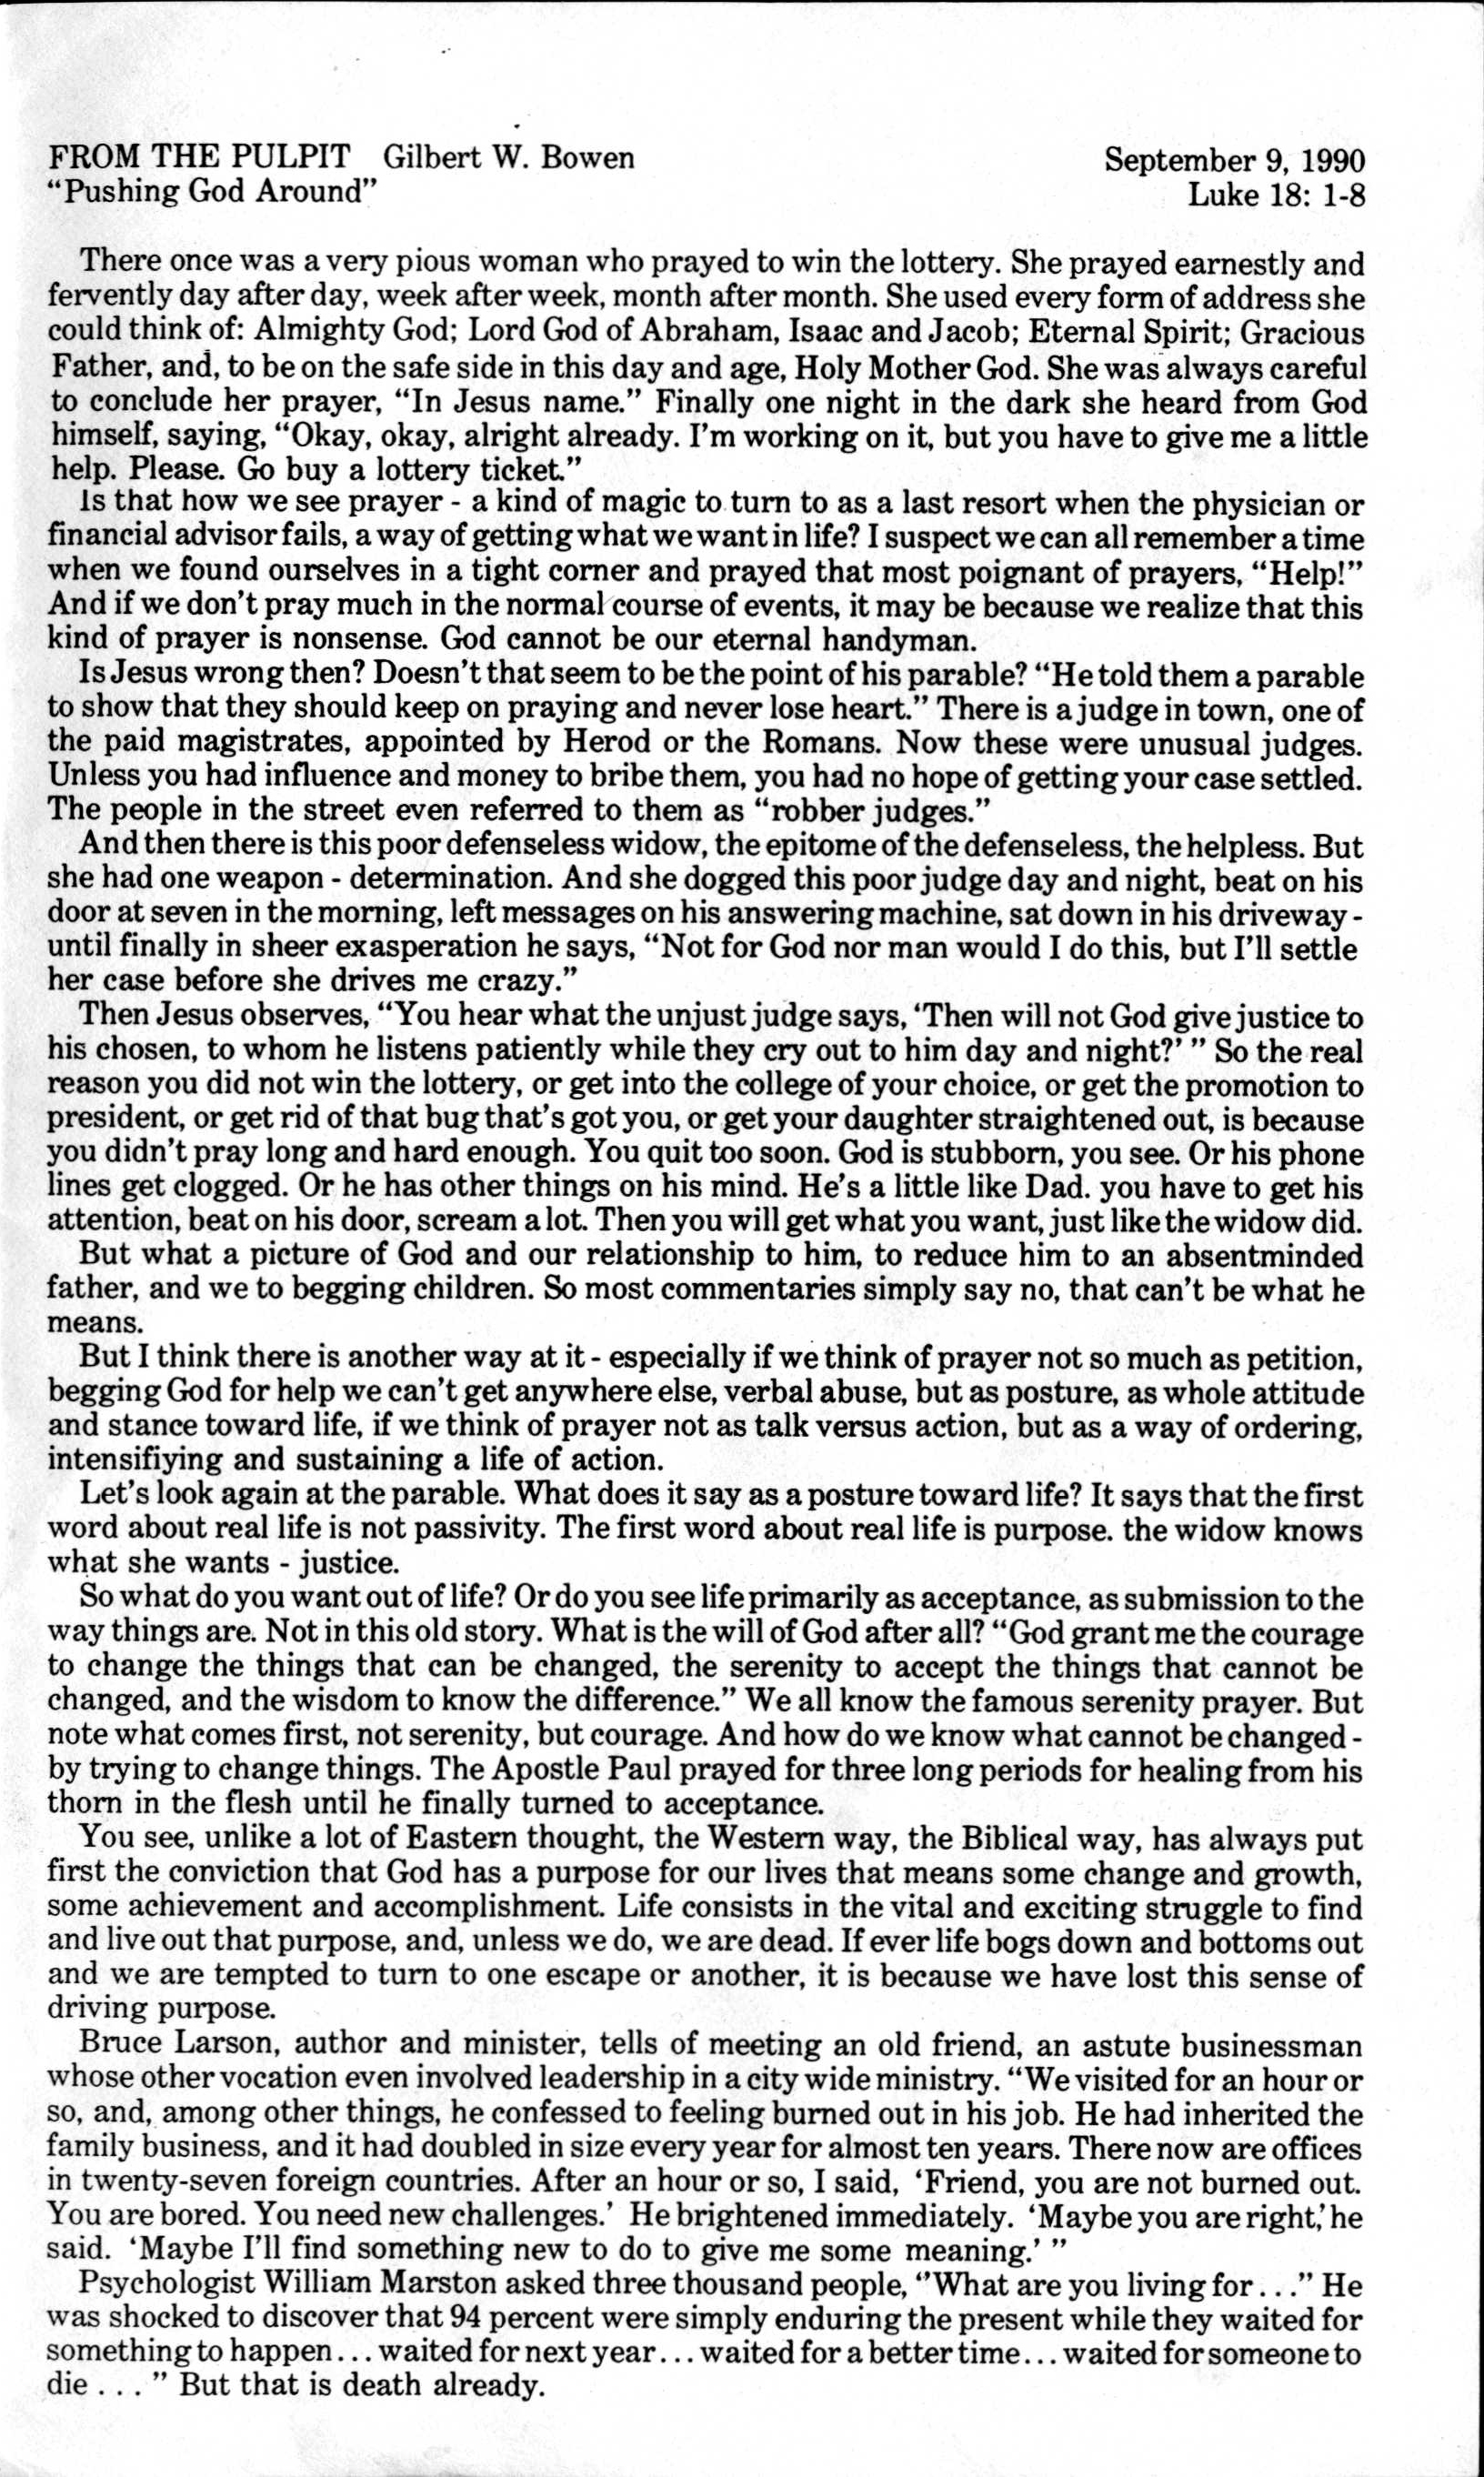 FROM THE PULPIT Gilbert W. Bowen September 9, 1990
“Pushing God Around” Luke 18: 1-8
There once was a very pious woman who prayed to win the lottery. She prayed earnestly and
fervently day after day, week after week, month after month. She used every form of address she
could think of: Almighty God; Lord God of Abraham, Isaac and Jacob; Eternal Spirit; Gracious
Father, and, to be on the safe side in this day and age, Holy Mother God. She was always careful
to conclude her prayer, “In Jesus name.” Finally one night in the dark she heard from God
himself, saying, “Okay, okay, alright already. I’m working on it, but you have to give me a little
help. Please. Go buy a lottery ticket.”
Is that how we see prayer - a kind of magic to turn to as a last resort when the physician or
financial advisor fails, a way of getting what we want in life? I suspect we can all remember a time
when we found ourselves in a tight corner and prayed that most poignant of prayers, “Help!”
And if we don’t pray much in the normal course of events, it may be because we realize that this
kind of prayer is nonsense. God cannot be our eternal handyman.
Is Jesus wrong then? Doesn’t that seem to be the point of his parable? “He told them a parable
to show that they should keep on praying and never lose heart.” There is a judge in town, one of
the paid magistrates, appointed by Herod or the Romans. Now these were unusual judges.
Unless you had influence and money to bribe them, you had no hope of getting your case settled.
The people in the street even referred to them as “robber judges.”
And then there is this poor defenseless widow, the epitome of the defenseless, the helpless. But
she had one weapon - determination. And she dogged this poor judge day and night, beat on his
door at seven in the morning, left messages on his answering machine, sat down in his driveway -
until finally in sheer exasperation he says, “Not for God nor man would I do this, but I’ll settle
her case before she drives me crazy.”
Then Jesus observes, “You hear what the unjust judge says, ‘Then will not God give justice to
his chosen, to whom he listens patiently while they cry out to him day and night?’ ” So the real
reason you did not win the lottery, or get into the college of your choice, or get the promotion to
president, or get rid of that bug that’s got you, or get your daughter straightened out, is because
you didn’t pray long and hard enough. You quit too soon. God is stubborn, you see. Or his phone
lines get clogged. Or he has other things on his mind. He’s a little like Dad. you have to get his
attention, beat on his door, scream a lot. Then you will get what you want, just like the widow did.
But what a picture of God and our relationship to him, to reduce him to an absentminded
father, and we to begging children. So most commentaries simply say no, that can’t be what he
means.
But I think there is another way at it - especially if we think of prayer not so much as petition,
begging God for help we can’t get anywhere else, verbal abuse, but as posture, as whole attitude
and stance toward life, if we think of prayer not as talk versus action, but as a way of ordering,
intensifiying and sustaining a life of action.
Let’s look again at the parable. What does it say as a posture toward life? It says that the first
word about real life is not passivity. The first word about real life is purpose. the widow knows
what she wants - justice.
So what do you want out of life? Or do you see life primarily as acceptance, as submission to the
way things are. Not in this old story. What is the will of God after all? “God grant me the courage
to change the things that can be changed, the serenity to accept the things that cannot be
changed, and the wisdom to know the difference.” We all know the famous serenity prayer. But
note what comes first, not serenity, but courage. And how do we know what cannot be changed -
by trying to change things. The Apostle Paul prayed for three long periods for healing from his
thorn in the flesh until he finally turned to acceptance.
You see, unlike a lot of Eastern thought, the Western way, the Biblical way, has always put
first the conviction that God has a purpose for our lives that means some change and growth,
some achievement and accomplishment. Life consists in the vital and exciting struggle to find
and live out that purpose, and, unless we do, we are dead. If ever life bogs down and bottoms out
and we are tempted to turn to one escape or another, it is because we have lost this sense of
driving purpose.
Bruce Larson, author and minister, tells of meeting an old friend, an astute businessman
whose other vocation even involved leadership in a city wide ministry. “We visited for an hour or
so, and, among other things, he confessed to feeling burned out in his job. He had inherited the
family business, and it had doubled in size every year for almost ten years. There now are offices
in twenty-seven foreign countries. After an hour or so, I said, ‘Friend, you are not burned out.
You are bored. You need new challenges.’ He brightened immediately. ‘Maybe you are right,’ he
said. ‘Maybe I’ll find something new to do to give me some meaning.’ ”
Psychologist William Marston asked three thousand people, “What are you living for . . .” He
was shocked to discover that 94 percent were simply enduring the present while they waited for
something to happen . . . waited for next year . . . waited for a better time . . . waited for someone to
die . . . ” But that is death already.